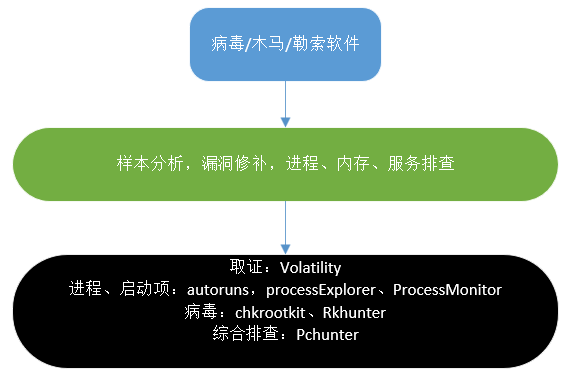 病毒/木马/勒索软件
样本分析，漏洞修补，进程、内存、服务排查
取证：Volatility
进程、启动项：autoruns，processExplorer、ProcessMonitor
病毒：chkrootkit、Rkhunter
综合排查：Pchunter